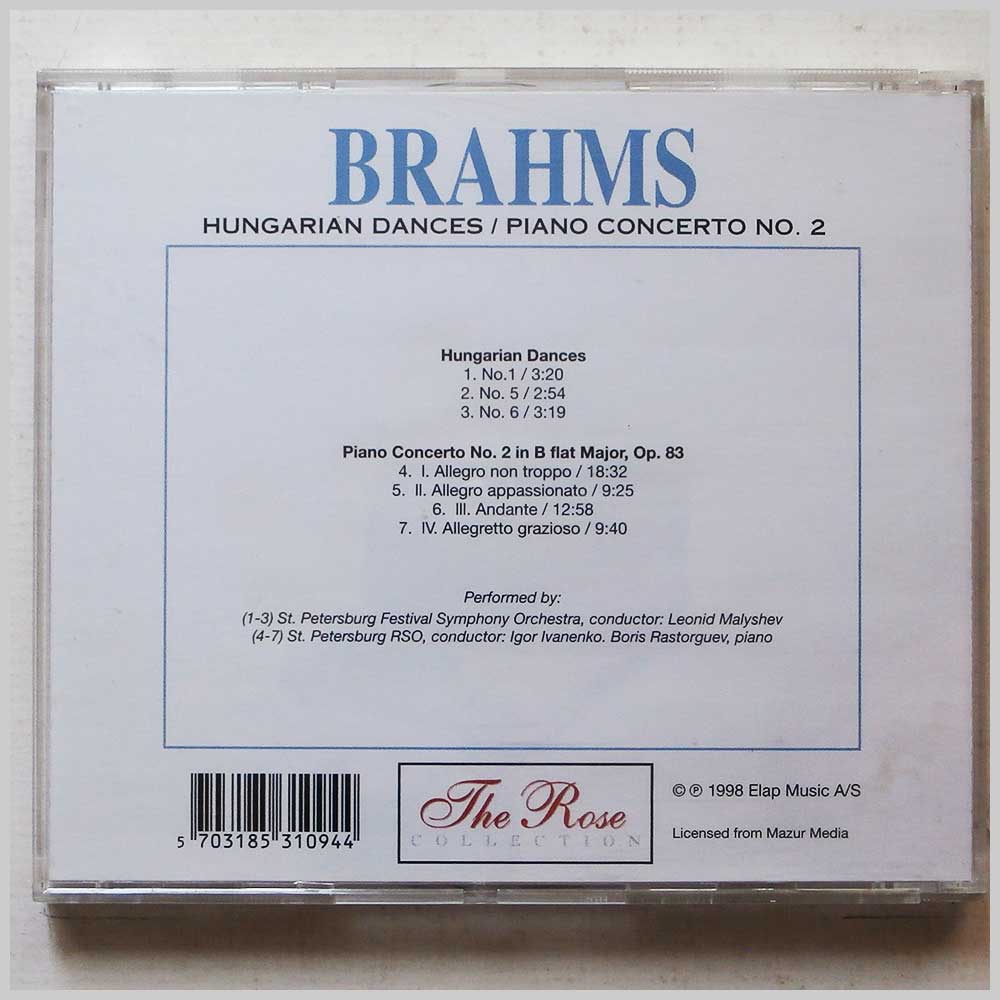 BRAHMS
HUNGARIAN DANCES / PIANO CONCERTO NO. 2
Hungarian Dances
1. No.1 / 3:20
2. No. 5 / 2:54
3. No. 6 / 3:19
Piano Concerto No. 2 in B flat Major, Op. 83
4. I. Allegro non troppo / 18:32
5. II. Allegro appassionato / 9:25
6. III. Andante / 12:58
7. IV. Allegretto grazioso / 9:40
Performed by:
(1-3) St. Petersburg Festival Symphony Orchestra, conductor: Leonid Malyshev
(4-7) St. Petersburg RSO, conductor: Igor Ivanenko. Boris Rastorguev, piano
5 703185 310944
The Rose
COLLECTION
© ℗ 1998 Elap Music A/S
Licensed from Mazur Media